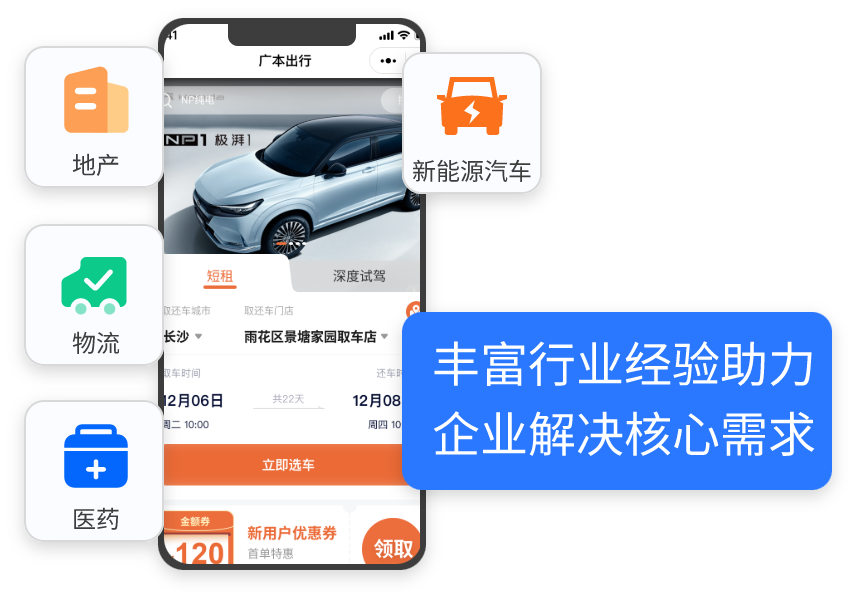 41
广本出行
NP纯电
NP1 极湃1
地产
新能源汽车
短租
深度试驾
取还车城市
取还车门店
长沙
雨花区景塘家园取车店
物流
丰富行业经验助力
企业解决核心需求
取车时间
还车时
12月06日
共22天
12月08
周二 10:00
周四 10
立即选车
医药
金额券
120
新用户优惠券
首单特惠
领取